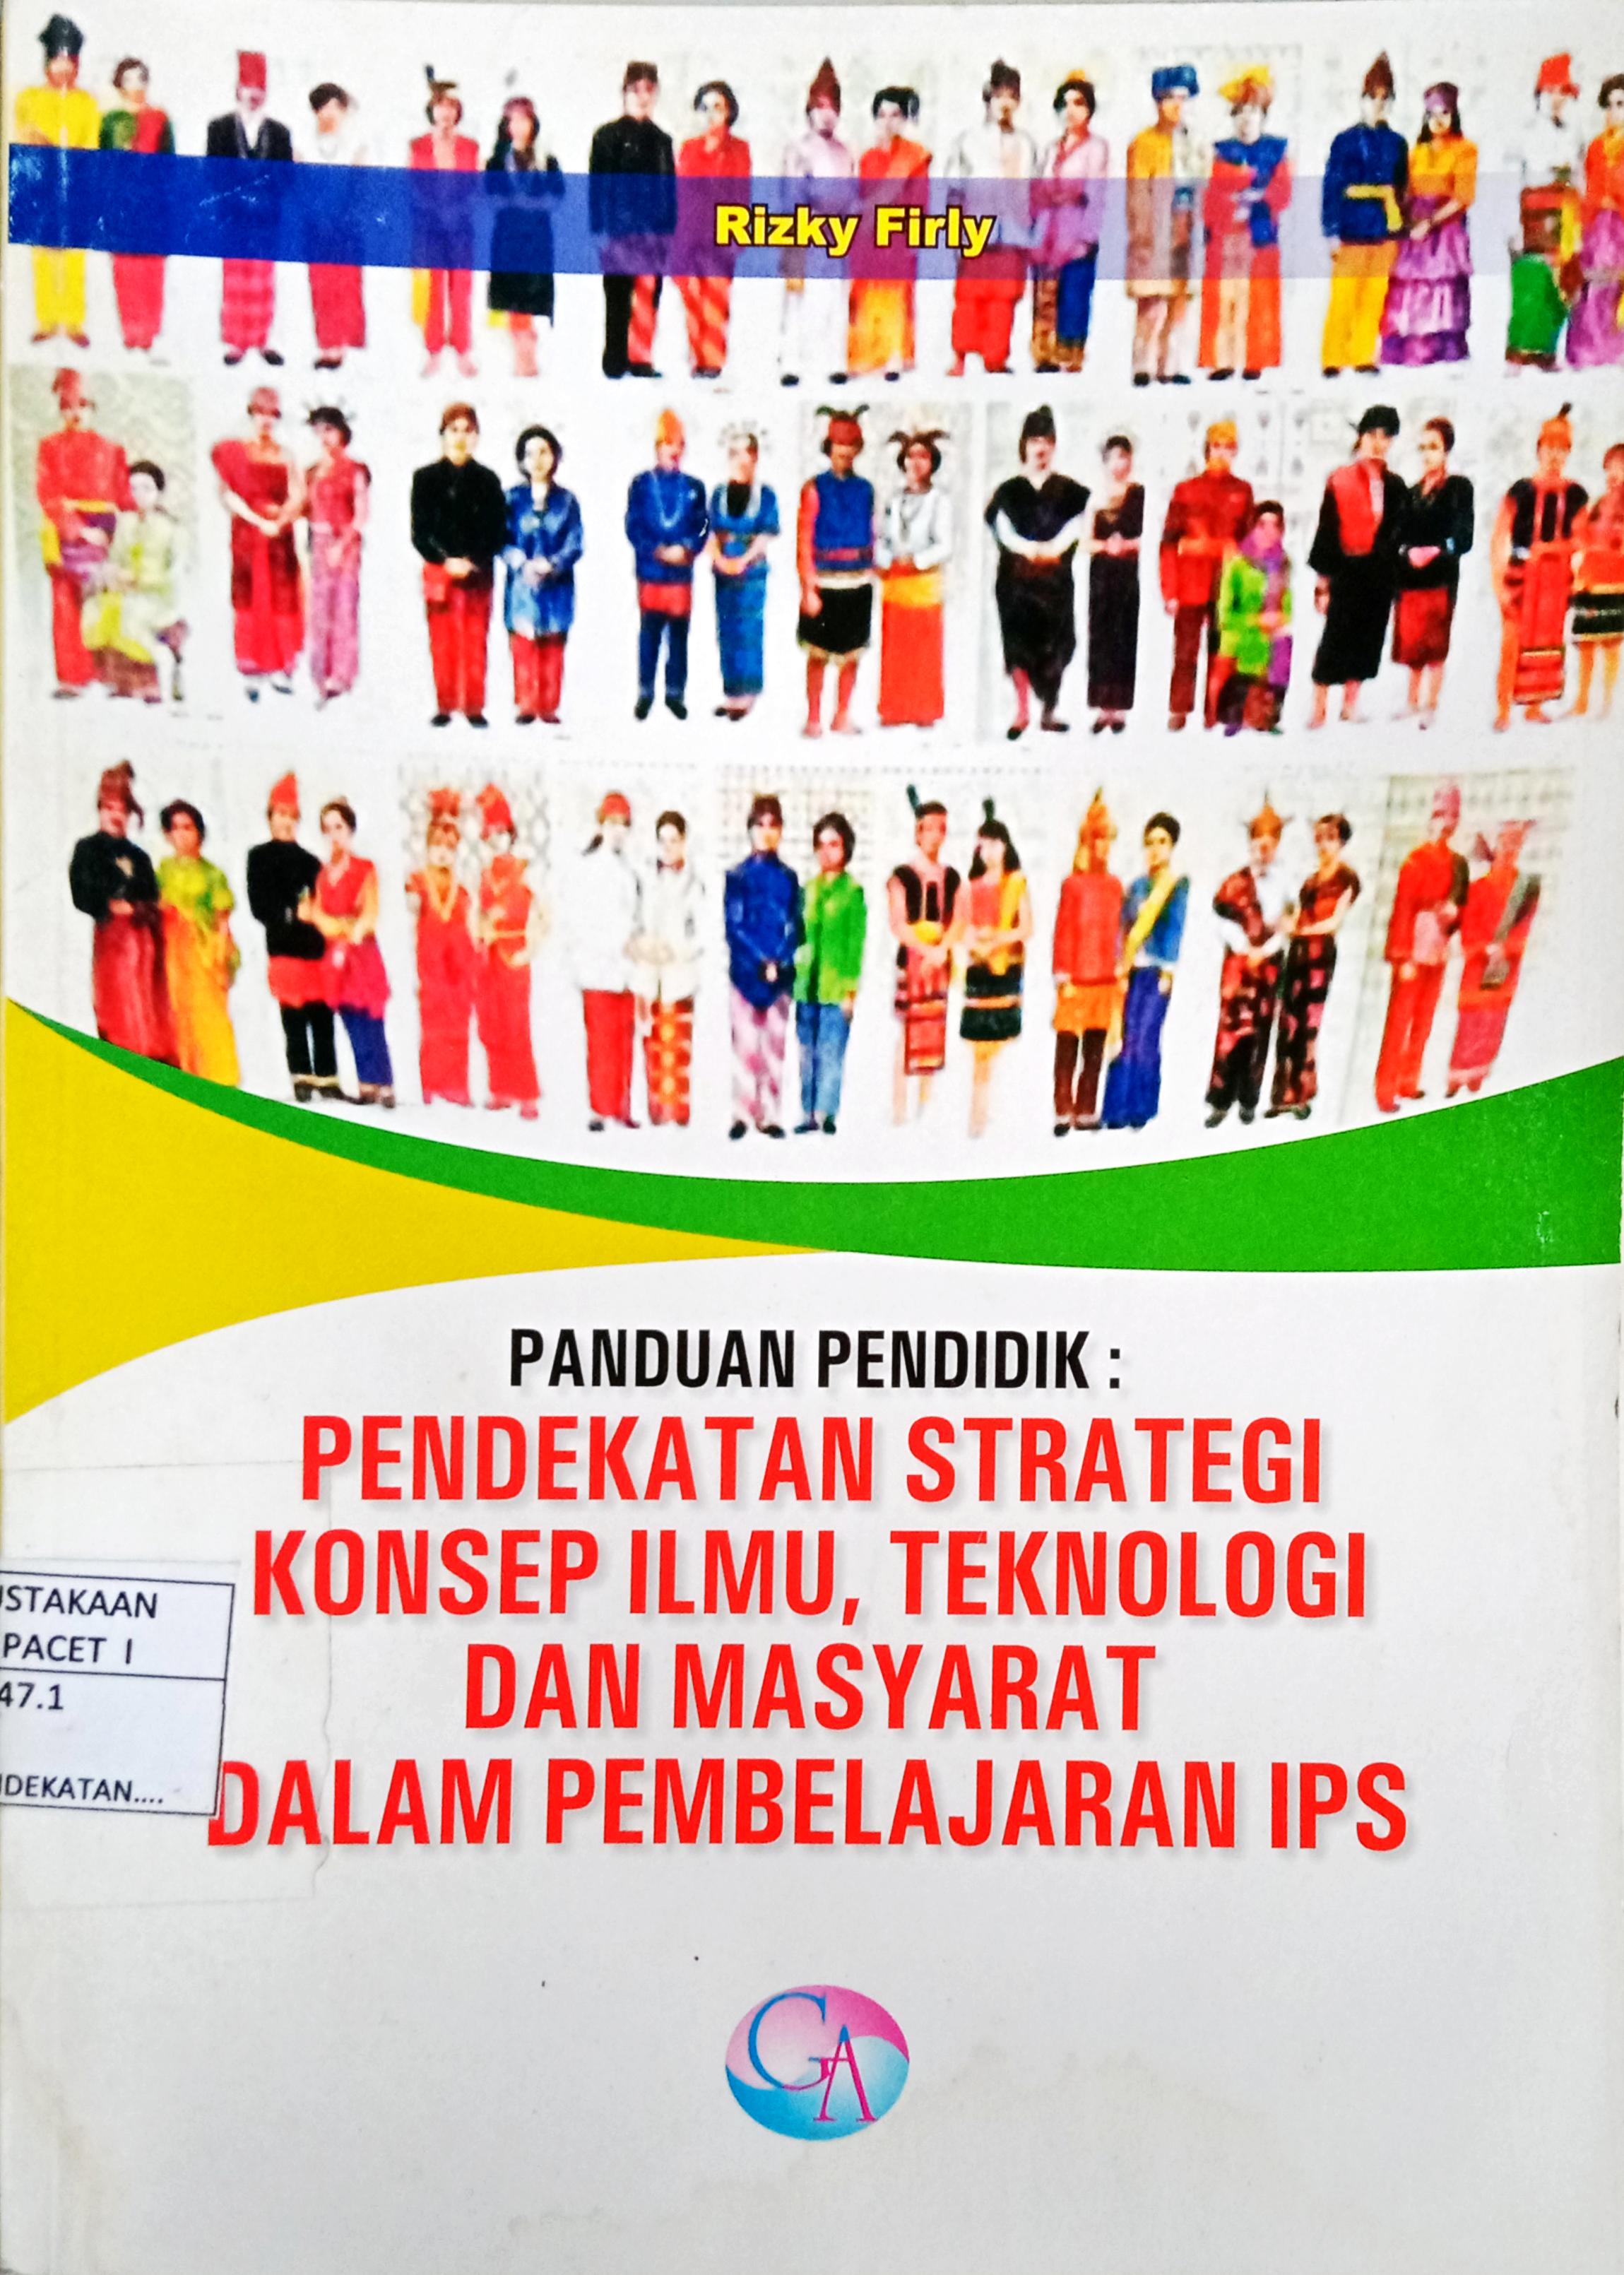 Rizky Firly
PANDUAN PENDIDIK :
PENDEKATAN STRATEGI
KONSEP ILMU, TEKNOLOGI
DAN MASYARAT
DALAM PEMBELAJARAN IPS
USTAKAAN
PACET I
47.1
NDEKATAN....
GA